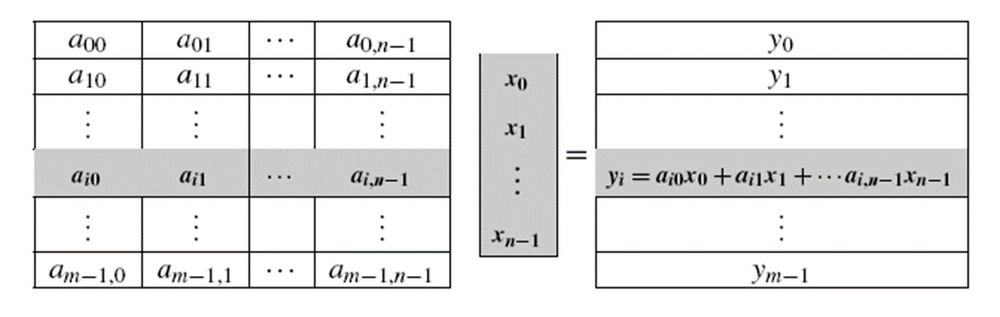 a₀₀ a₀₁ ⋯ a₀,ₙ₋₁
a₁₀ a₁₁ ⋯ a₁,ₙ₋₁
⋮ ⋮ ⋮
aᵢ₀ aᵢ₁ ⋯ aᵢ,ₙ₋₁
⋮ ⋮ ⋮
aₘ₋₁,₀ aₘ₋₁,₁ ⋯ aₘ₋₁,ₙ₋₁
x₀
x₁
⋮
xₙ₋₁
=
y₀
y₁
⋮
yᵢ = aᵢ₀x₀ + aᵢ₁x₁ + ⋯aᵢ,ₙ₋₁xₙ₋₁
⋮
yₘ₋₁